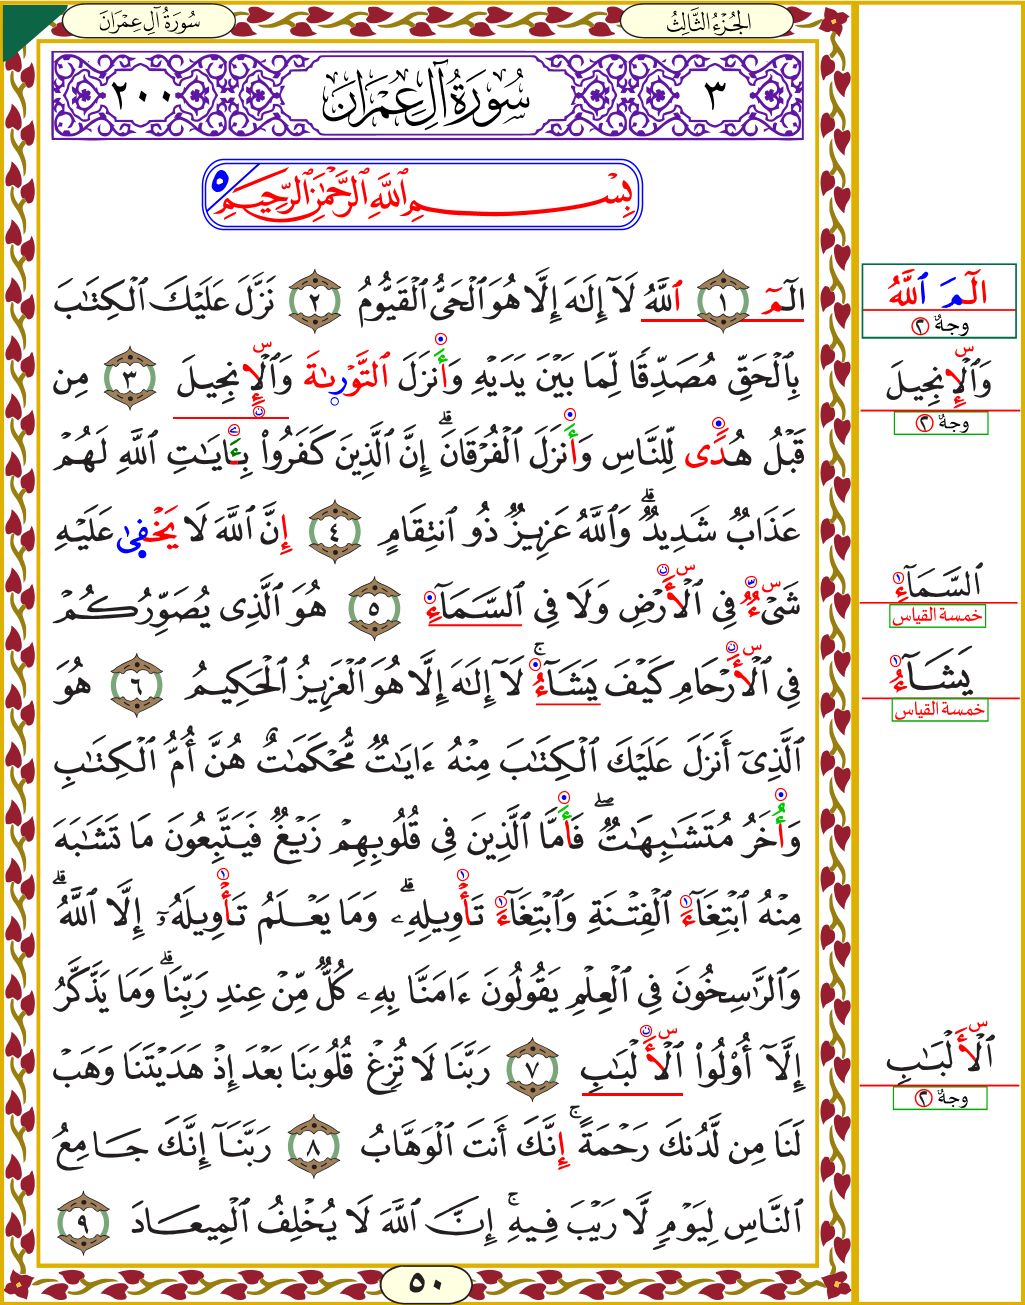 سُورَةُ آلِ عِمْرَانَ
الجُزْءُ الثَّالِثُ
٣ سُورَةُ آلِ عِمْرَانَ ٢٠٠
بِسْمِ ٱللَّهِ ٱلرَّحْمَٰنِ ٱلرَّحِيمِ ٥
الٓمٓ ١ ٱللَّهُ لَآ إِلَٰهَ إِلَّا هُوَ ٱلْحَىُّ ٱلْقَيُّومُ ٢ نَزَّلَ عَلَيْكَ ٱلْكِتَٰبَ
بِٱلْحَقِّ مُصَدِّقًا لِّمَا بَيْنَ يَدَيْهِ وَأَنزَلَ ٱلتَّوْرَىٰةَ وَٱلْإِنجِيلَ ٣ مِن
قَبْلُ هُدًى لِّلنَّاسِ وَأَنزَلَ ٱلْفُرْقَانَ ۗ إِنَّ ٱلَّذِينَ كَفَرُوا۟ بِـَٔايَٰتِ ٱللَّهِ لَهُمْ
عَذَابٌ شَدِيدٌ ۗ وَٱللَّهُ عَزِيزٌ ذُو ٱنتِقَامٍ ٤ إِنَّ ٱللَّهَ لَا يَخْفَىٰ عَلَيْهِ
شَىْءٌ فِى ٱلْأَرْضِ وَلَا فِى ٱلسَّمَآءِ ٥ هُوَ ٱلَّذِى يُصَوِّرُكُمْ
فِى ٱلْأَرْحَامِ كَيْفَ يَشَآءُ ۚ لَآ إِلَٰهَ إِلَّا هُوَ ٱلْعَزِيزُ ٱلْحَكِيمُ ٦ هُوَ
ٱلَّذِىٓ أَنزَلَ عَلَيْكَ ٱلْكِتَٰبَ مِنْهُ ءَايَٰتٌ مُّحْكَمَٰتٌ هُنَّ أُمُّ ٱلْكِتَٰبِ
وَأُخَرُ مُتَشَٰبِهَٰتٌ ۖ فَأَمَّا ٱلَّذِينَ فِى قُلُوبِهِمْ زَيْغٌ فَيَتَّبِعُونَ مَا تَشَٰبَهَ
مِنْهُ ٱبْتِغَآءَ ٱلْفِتْنَةِ وَٱبْتِغَآءَ تَأْوِيلِهِۦ ۗ وَمَا يَعْلَمُ تَأْوِيلَهُۥٓ إِلَّا ٱللَّهُ ۗ
وَٱلرَّٰسِخُونَ فِى ٱلْعِلْمِ يَقُولُونَ ءَامَنَّا بِهِۦ كُلٌّ مِّنْ عِندِ رَبِّنَا ۗ وَمَا يَذَّكَّرُ
إِلَّآ أُو۟لُوا۟ ٱلْأَلْبَٰبِ ٧ رَبَّنَا لَا تُزِغْ قُلُوبَنَا بَعْدَ إِذْ هَدَيْتَنَا وَهَبْ
لَنَا مِن لَّدُنكَ رَحْمَةً ۚ إِنَّكَ أَنتَ ٱلْوَهَّابُ ٨ رَبَّنَآ إِنَّكَ جَامِعُ
ٱلنَّاسِ لِيَوْمٍ لَّا رَيْبَ فِيهِ ۚ إِنَّ ٱللَّهَ لَا يُخْلِفُ ٱلْمِيعَادَ ٩
٥٠
الٓمَ ٱللَّهُ
وجهٌ ٢
وَٱلْإِنجِيلَ
وجهٌ ٢
ٱلسَّمَآءِ
خمسة القياس
يَشَآءُ
خمسة القياس
ٱلْأَلْبَٰبِ
وجهٌ ٢